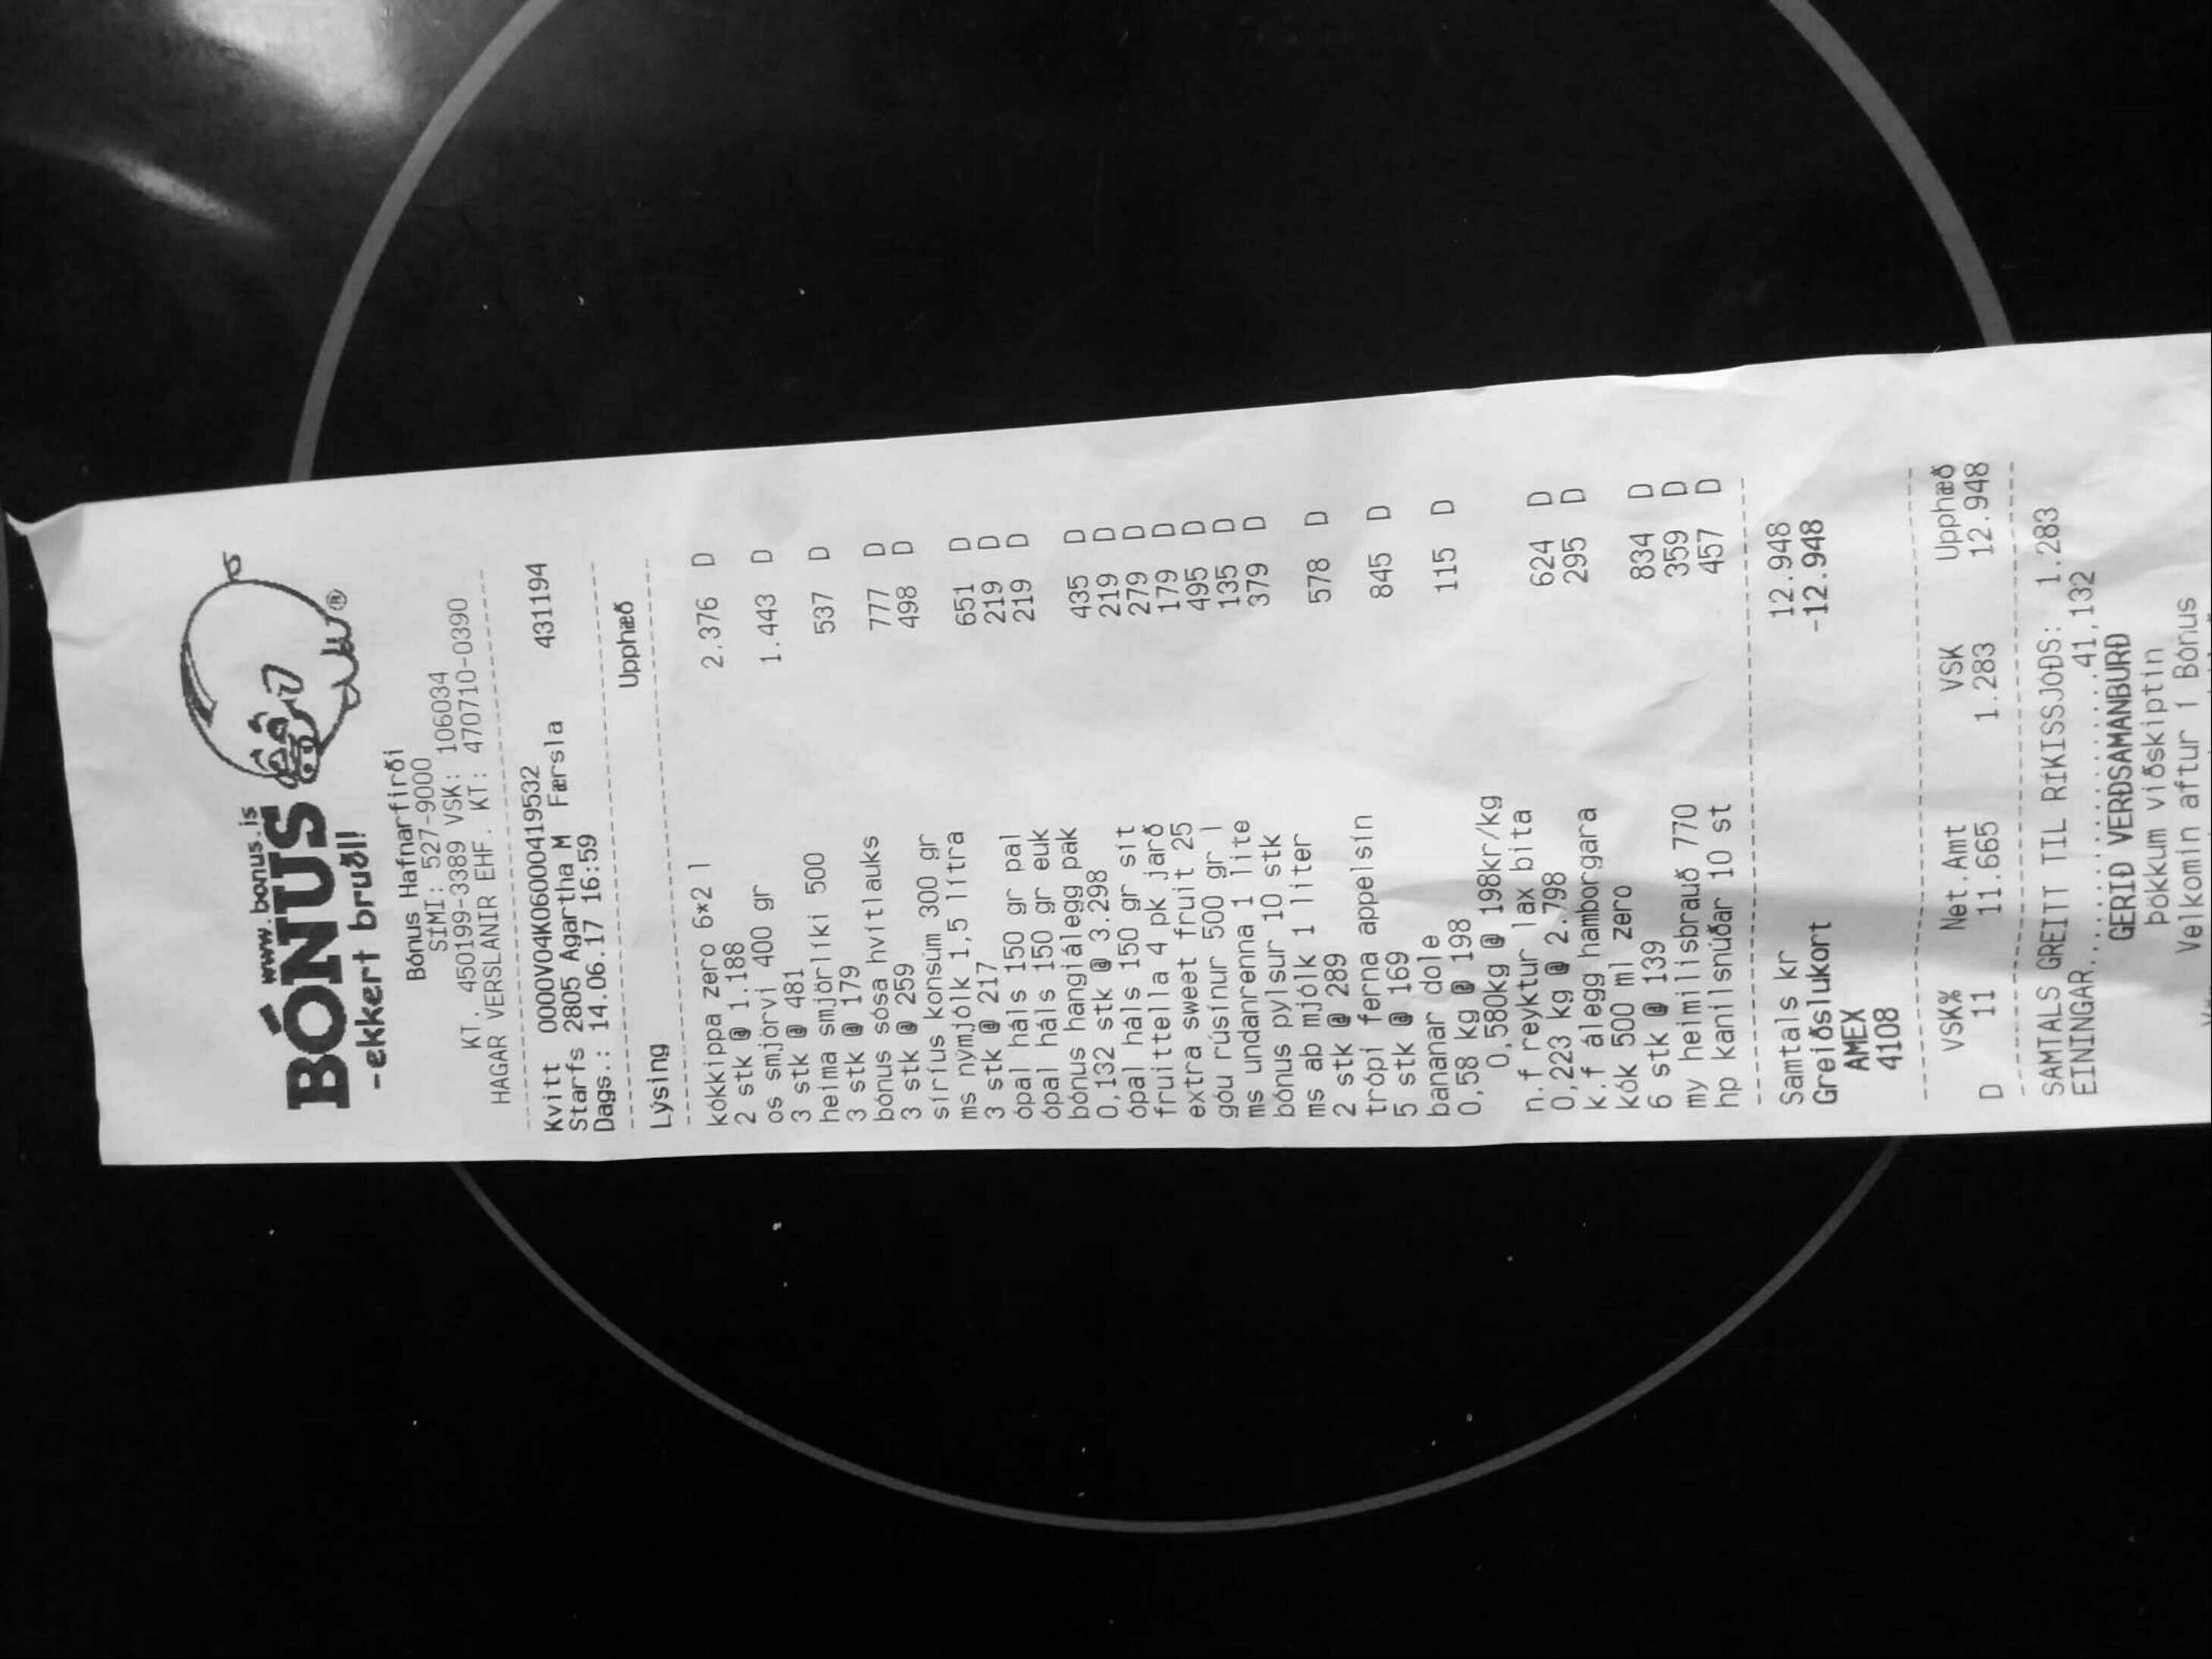 www.bonus.is
BÓNUS ®
-ekkert bruðl!
Bónus Hafnarfirði
SÍMI: 527-9000
KT. 450199-3389 VSK: 106034
HAGAR VERSLANIR EHF. KT: 470710-0390
Kvitt 0000V04K060000419532
Starfs 2805 Agartha M Færsla 431194
Dags.: 14.06.17 16:59
Lýsing Upphæð
kókkippa zero 6*2 l
2 stk @ 1.188 2.376 D
os smjörvi 400 gr
3 stk @ 481 1.443 D
heima smjörlíki 500
3 stk @ 179 537 D
bónus sósa hvítlauks
3 stk @ 259 777 D
síríus konsúm 300 gr 498 D
ms nýmjólk 1,5 lítra
3 stk @ 217 651 D
ópal háls 150 gr pal 219 D
ópal háls 150 gr euk 219 D
bónus hangiálegg pak
0,132 stk @ 3.298 435 D
ópal háls 150 gr sít 219 D
fruittella 4 pk jarð 279 D
extra sweet fruit 25 179 D
góu rúsínur 500 gr l 495 D
ms undanrenna 1 líte 135 D
bónus pylsur 10 stk 379 D
ms ab mjólk 1 líter
2 stk @ 289 578 D
trópí ferna appelsín
5 stk @ 169 845 D
bananar dole
0,58 kg @ 198 115 D
0,580kg @ 198kr/kg
n.f reyktur lax bita
0,223 kg @ 2.798 624 D
k.f álegg hamborgara 295 D
kók 500 ml zero
6 stk @ 139 834 D
my heimilisbrauð 770 359 D
hp kanilsnúðar 10 st 457 D
Samtals kr 12.948
Greiðslukort -12.948
AMEX
4108
VSK% Net.Amt VSK Upphæð
D 11 11.665 1.283 12.948
SAMTALS GREITT TIL RÍKISSJÓÐS: 1.283
EININGAR..................41,132
GERIÐ VERÐSAMANBURÐ
Þökkum viðskiptin
Velkomin aftur í Bónus